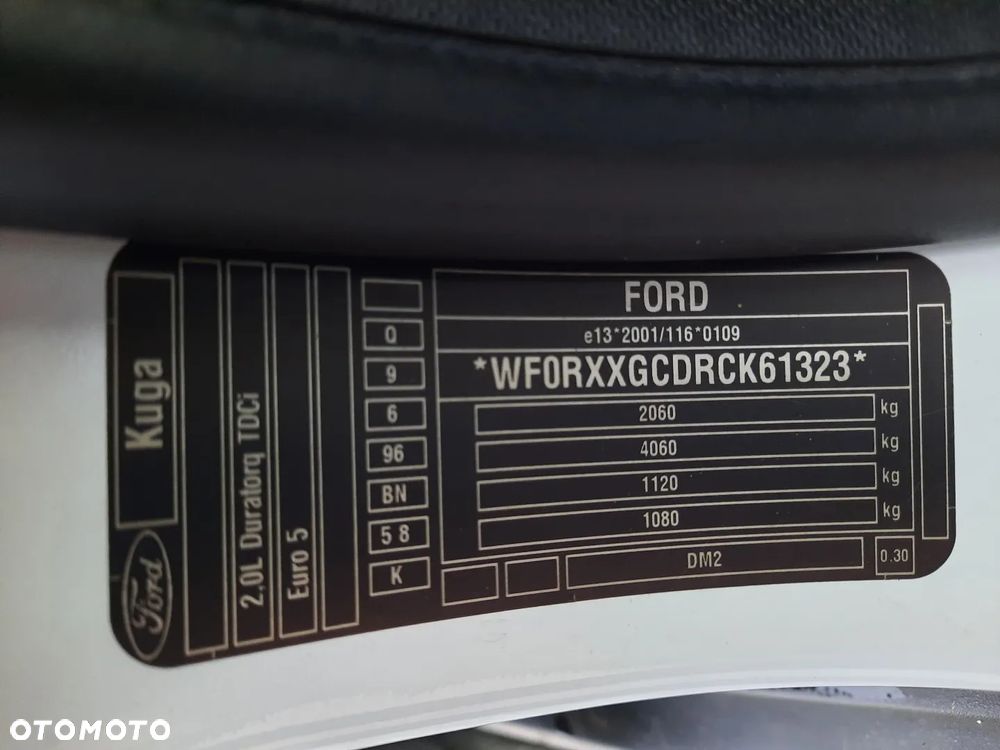 Kuga
Ford
2,0L Duratorq TDCi
Euro 5
Q
9
6
96
BN
5 8
K
FORD
e13*2001/116*0109
*WF0RXXGCDRCK61323*
2060 kg
4060 kg
1120 kg
1080 kg
DM2
0.30
OTOMOTO